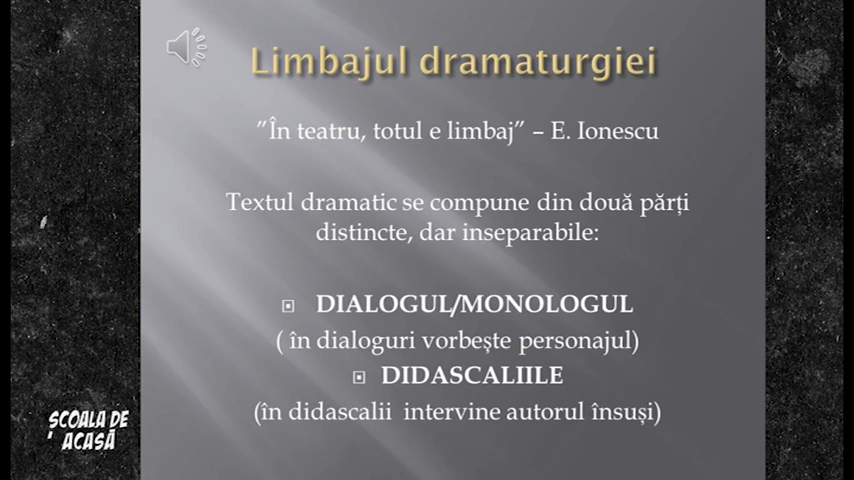 Limbajul dramaturgiei
”În teatru, totul e limbaj” – E. Ionescu
Textul dramatic se compune din două părți
distincte, dar inseparabile:
DIALOGUL/MONOLOGUL
( în dialoguri vorbește personajul)
DIDASCALIILE
(în didascalii intervine autorul însuși)
ȘCOALA DE
ACASĂ